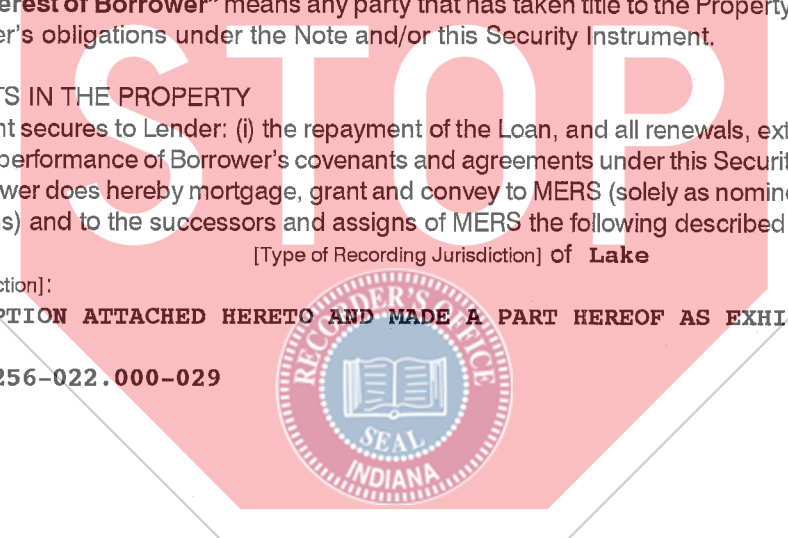 STOP
erest of Borrower" means any party that has taken title to the Property
er's obligations under the Note and/or this Security Instrument.
TS IN THE PROPERTY
nt secures to Lender: (i) the repayment of the Loan, and all renewals, ext
performance of Borrower's covenants and agreements under this Securit
wer does hereby mortgage, grant and convey to MERS (solely as nomine
ns) and to the successors and assigns of MERS the following described
[Type of Recording Jurisdiction] of Lake
ction]:
PTION ATTACHED HERETO AND MADE A PART HEREOF AS EXHI
256-022.000-029
RECORDER'S OFFICE
SEAL
INDIANA